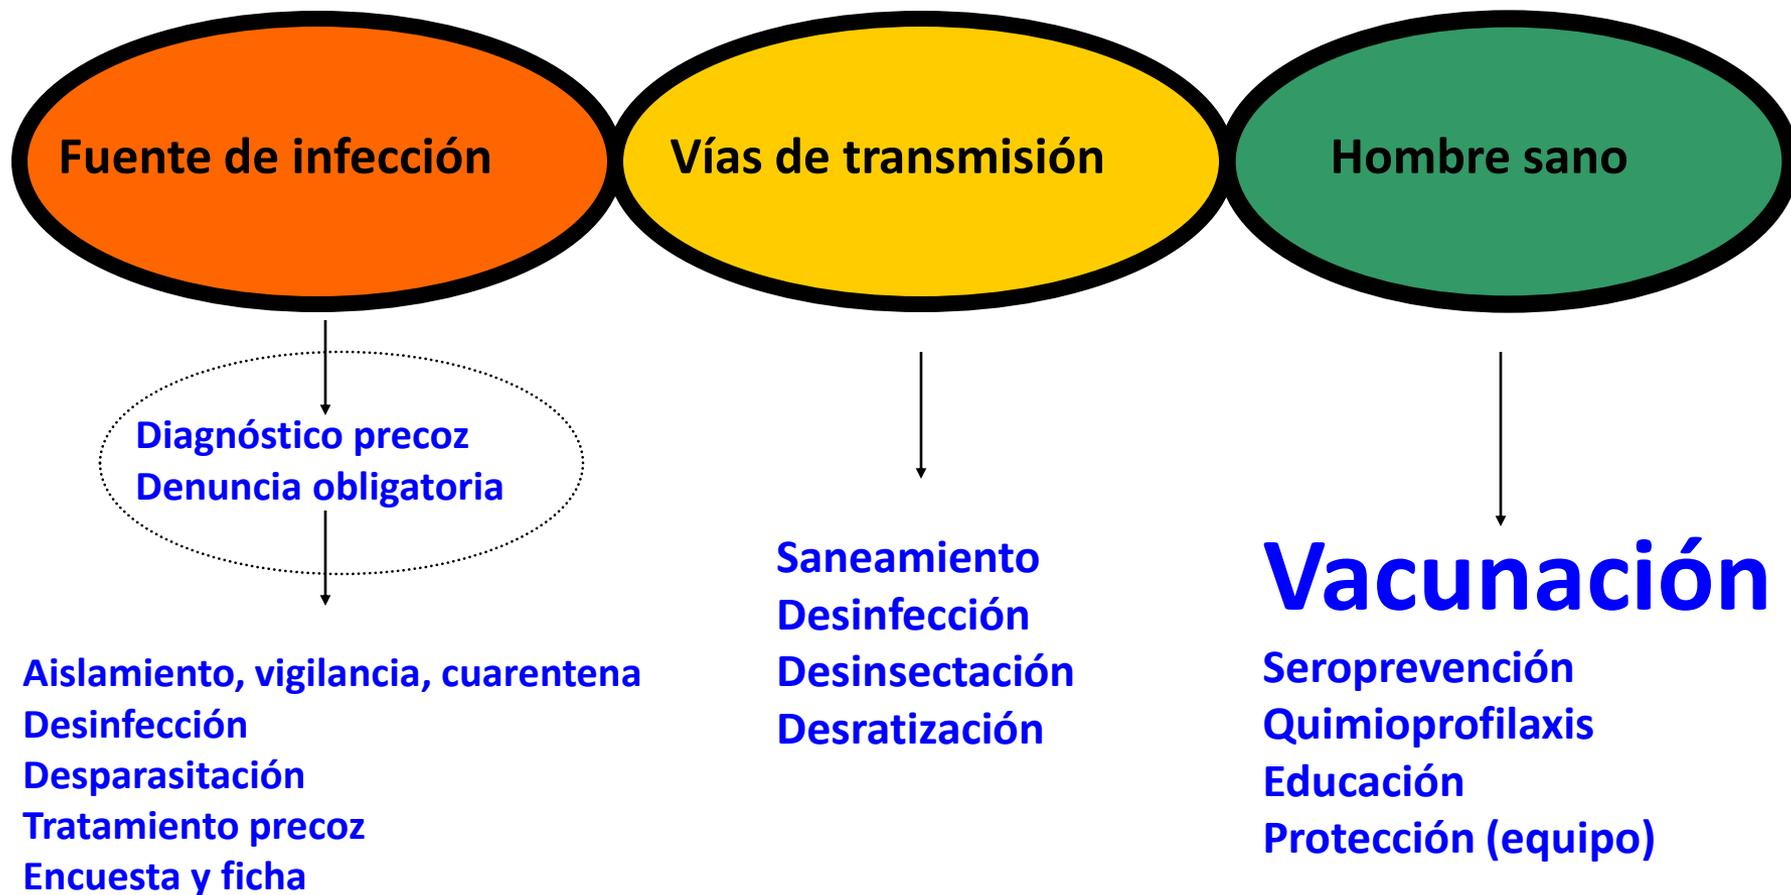 Fuente de infección
Vías de transmisión
Hombre sano
Diagnóstico precoz
Denuncia obligatoria
Aislamiento, vigilancia, cuarentena
Desinfección
Desparasitación
Tratamiento precoz
Encuesta y ficha
Saneamiento
Desinfección
Desinsectación
Desratización
Vacunación
Seroprevención
Quimioprofilaxis
Educación
Protección (equipo)